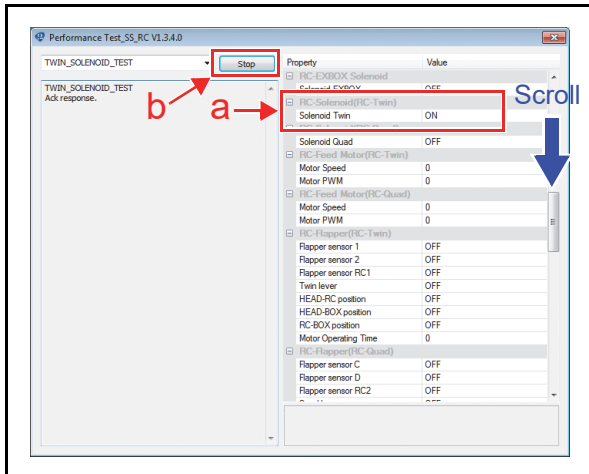 Performance Test_SS_RC V1.3.4.0
TWIN_SOLENOID_TEST
Stop
TWIN_SOLENOID_TEST
Ack response.
b
a
Scroll
Property Value
RC-EXBOX Solenoid
Solenoid EXBOX OFF
RC-Solenoid(RC-Twin)
Solenoid Twin ON
Solenoid Quad OFF
RC-Feed Motor(RC-Twin)
Motor Speed 0
Motor PWM 0
RC-Feed Motor(RC-Quad)
Motor Speed 0
Motor PWM 0
RC-Flapper(RC-Twin)
Flapper sensor 1 OFF
Flapper sensor 2 OFF
Flapper sensor RC1 OFF
Twin lever OFF
HEAD-RC position OFF
HEAD-BOX position OFF
RC-BOX position OFF
Motor Operating Time 0
RC-Flapper(RC-Quad)
Flapper sensor C OFF
Flapper sensor D OFF
Flapper sensor RC2 OFF